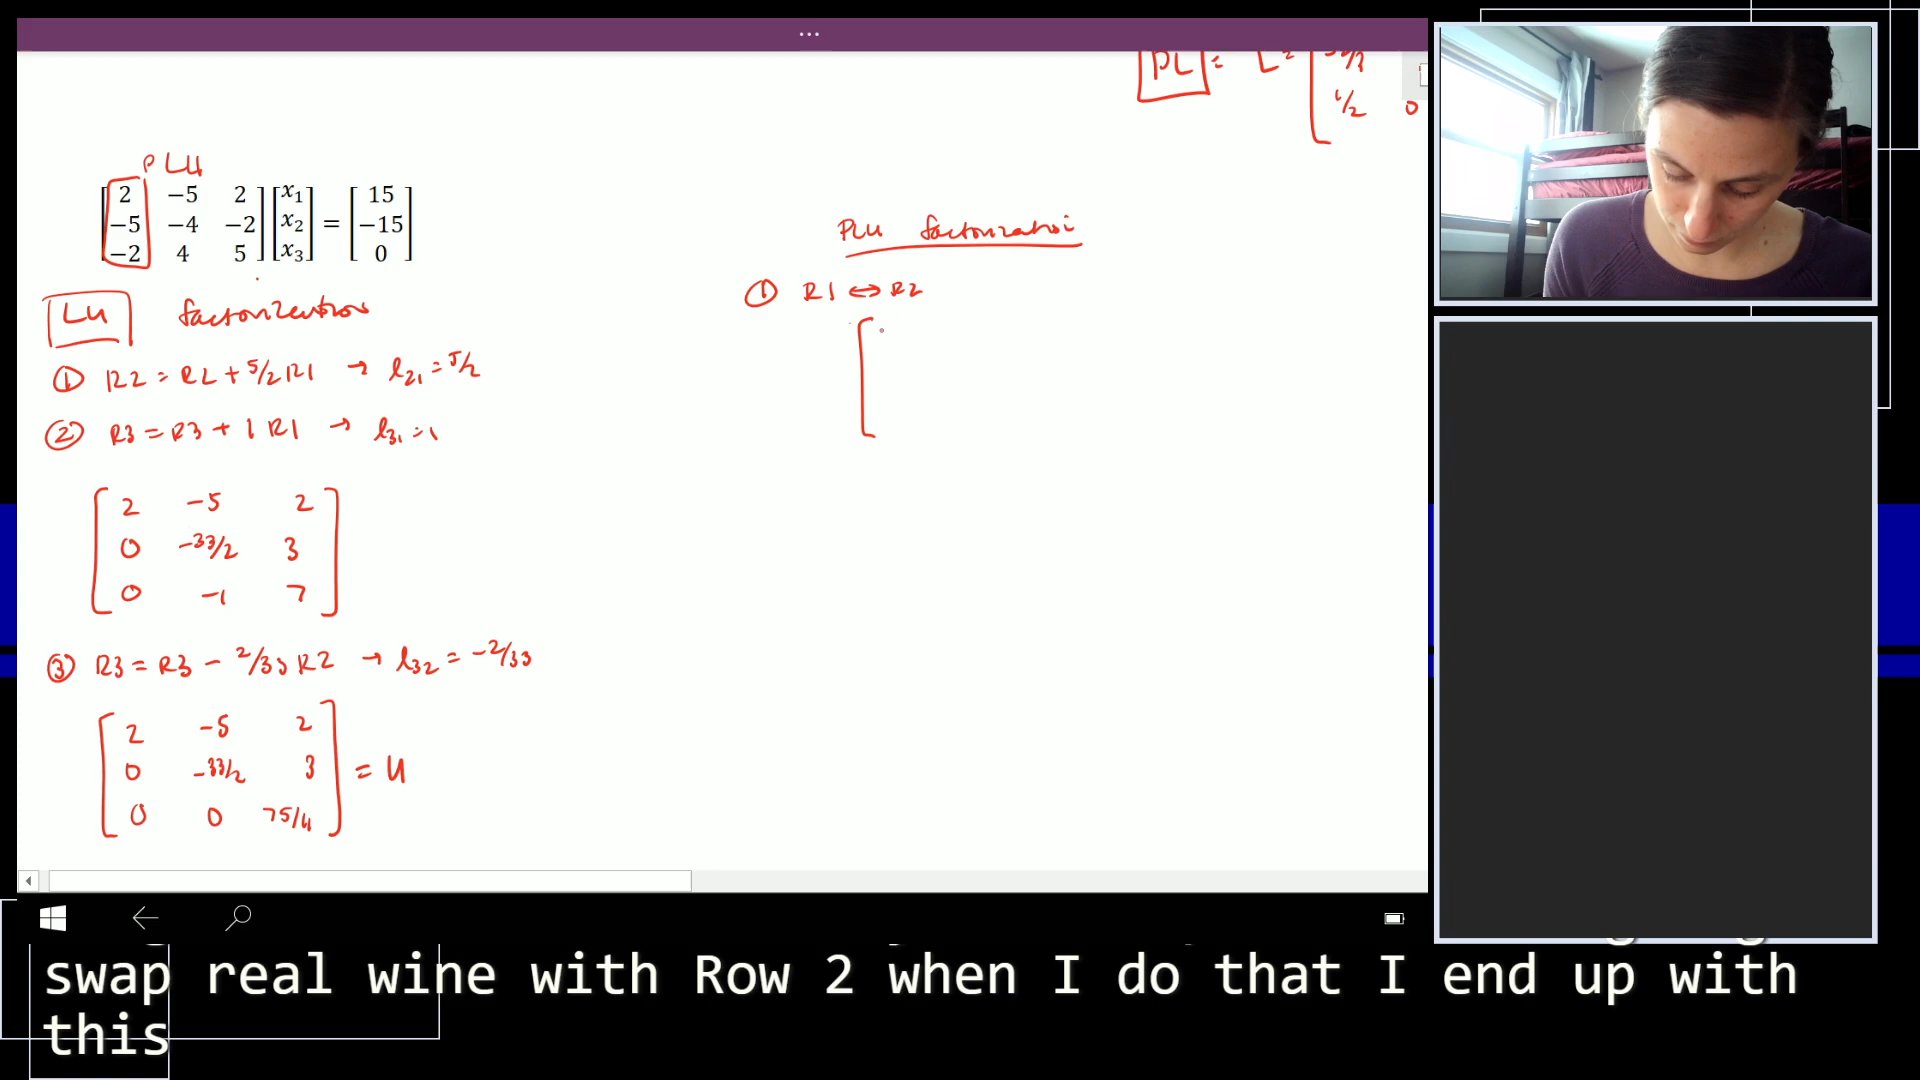 PL =
L =
1/2 0
PLU
2 −5 2 x₁ 15
−5 −4 −2 x₂ = −15
−2 4 5 x₃ 0
LU factorization
① R2 = R2 + 5/2 R1 → l₂₁ = 5/2
② R3 = R3 + 1 R1 → l₃₁ = 1
2 −5 2
0 −33/2 3
0 −1 7
③ R3 = R3 − 2/33 R2 → l₃₂ = −2/33
2 −5 2
0 −33/2 3 = U
0 0 75/11
PLU factorization
① R1 ↔ R2
swap real wine with Row 2 when I do that I end up with
this